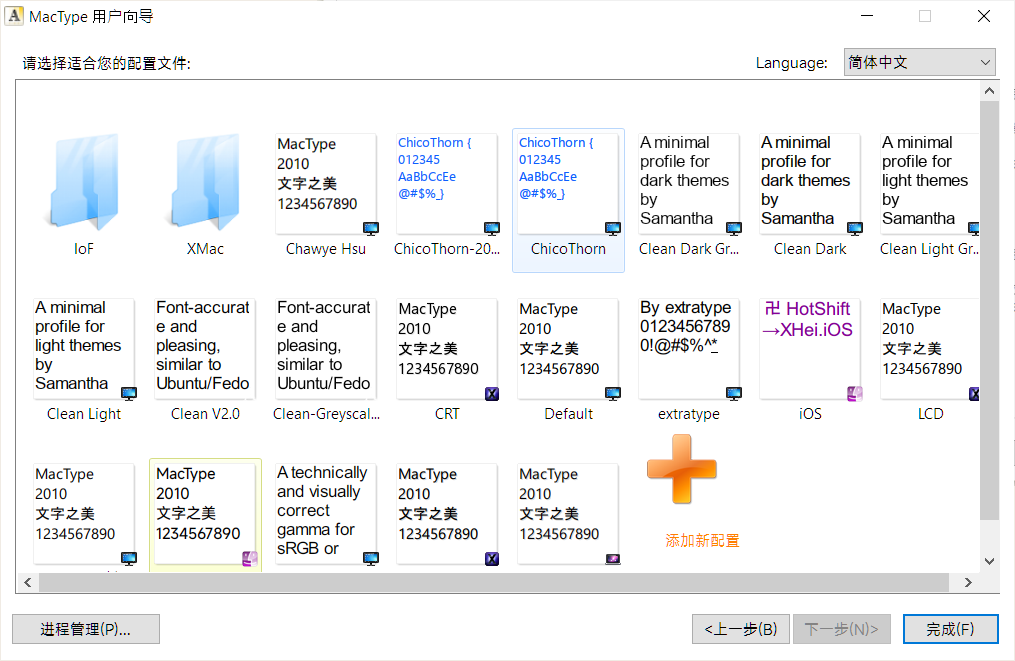 A MacType 用户向导
请选择适合您的配置文件:
Language: 简体中文
IoF
XMac
MacType
2010
文字之美
1234567890
Chawye Hsu
ChicoThorn {
012345
AaBbCcEe
@#$%_}
ChicoThorn-20...
ChicoThorn {
012345
AaBbCcEe
@#$%_}
ChicoThorn
A minimal
profile for
dark themes
by
Samantha
Clean Dark Gr...
A minimal
profile for
dark themes
by
Samantha
Clean Dark
A minimal
profile for
light themes
by
Samantha
Clean Light Gr...
A minimal
profile for
light themes
by
Samantha
Clean Light
Font-accurat
e and
pleasing,
similar to
Ubuntu/Fedo
Clean V2.0
Font-accurat
e and
pleasing,
similar to
Ubuntu/Fedo
Clean-Greyscal...
MacType
2010
文字之美
1234567890
CRT
MacType
2010
文字之美
1234567890
Default
By extratype
0123456789
0!@#$%^*_
extratype
卍 HotShift
→XHei.iOS
iOS
MacType
2010
文字之美
1234567890
LCD
MacType
2010
文字之美
1234567890
MacType
2010
文字之美
1234567890
A technically
and visually
correct
gamma for
sRGB or
MacType
2010
文字之美
1234567890
MacType
2010
文字之美
1234567890
添加新配置
进程管理(P)...
<上一步(B)
下一步(N)>
完成(F)